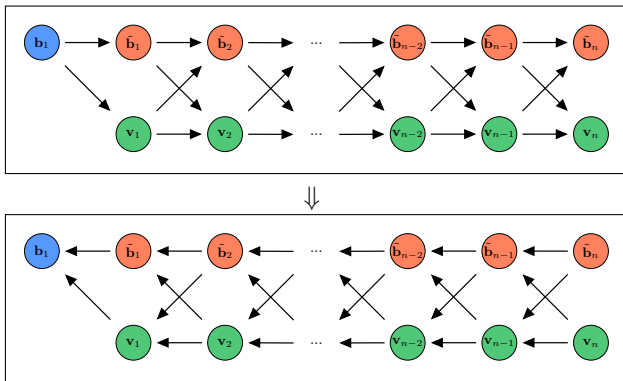 b₁ b̃₁ b̃₂ ... b̃ₙ₋₂ b̃ₙ₋₁ b̃ₙ
v₁ v₂ ... vₙ₋₂ vₙ₋₁ vₙ
⇓
b₁ b̃₁ b̃₂ ... b̃ₙ₋₂ b̃ₙ₋₁ b̃ₙ
v₁ v₂ ... vₙ₋₂ vₙ₋₁ vₙ